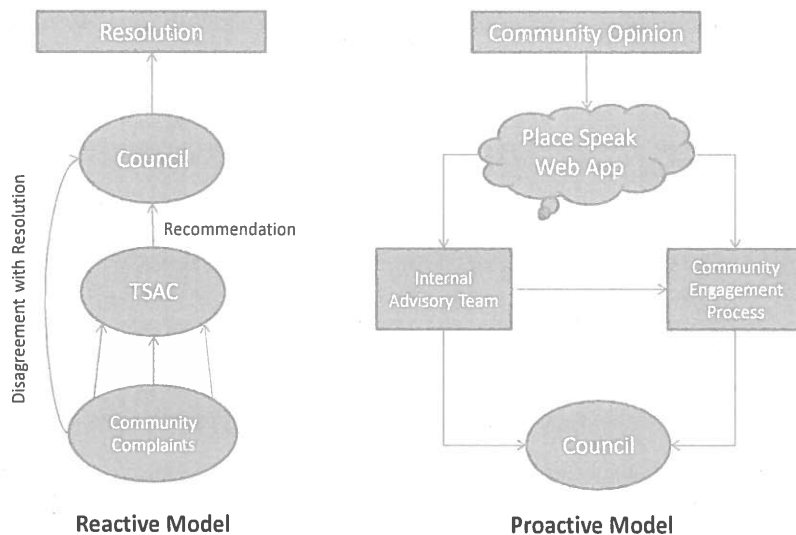 Resolution
Council
Disagreement with Resolution
Recommendation
TSAC
Community
Complaints
Reactive Model
Community Opinion
Place Speak
Web App
Internal
Advisory Team
Community
Engagement
Process
Council
Proactive Model